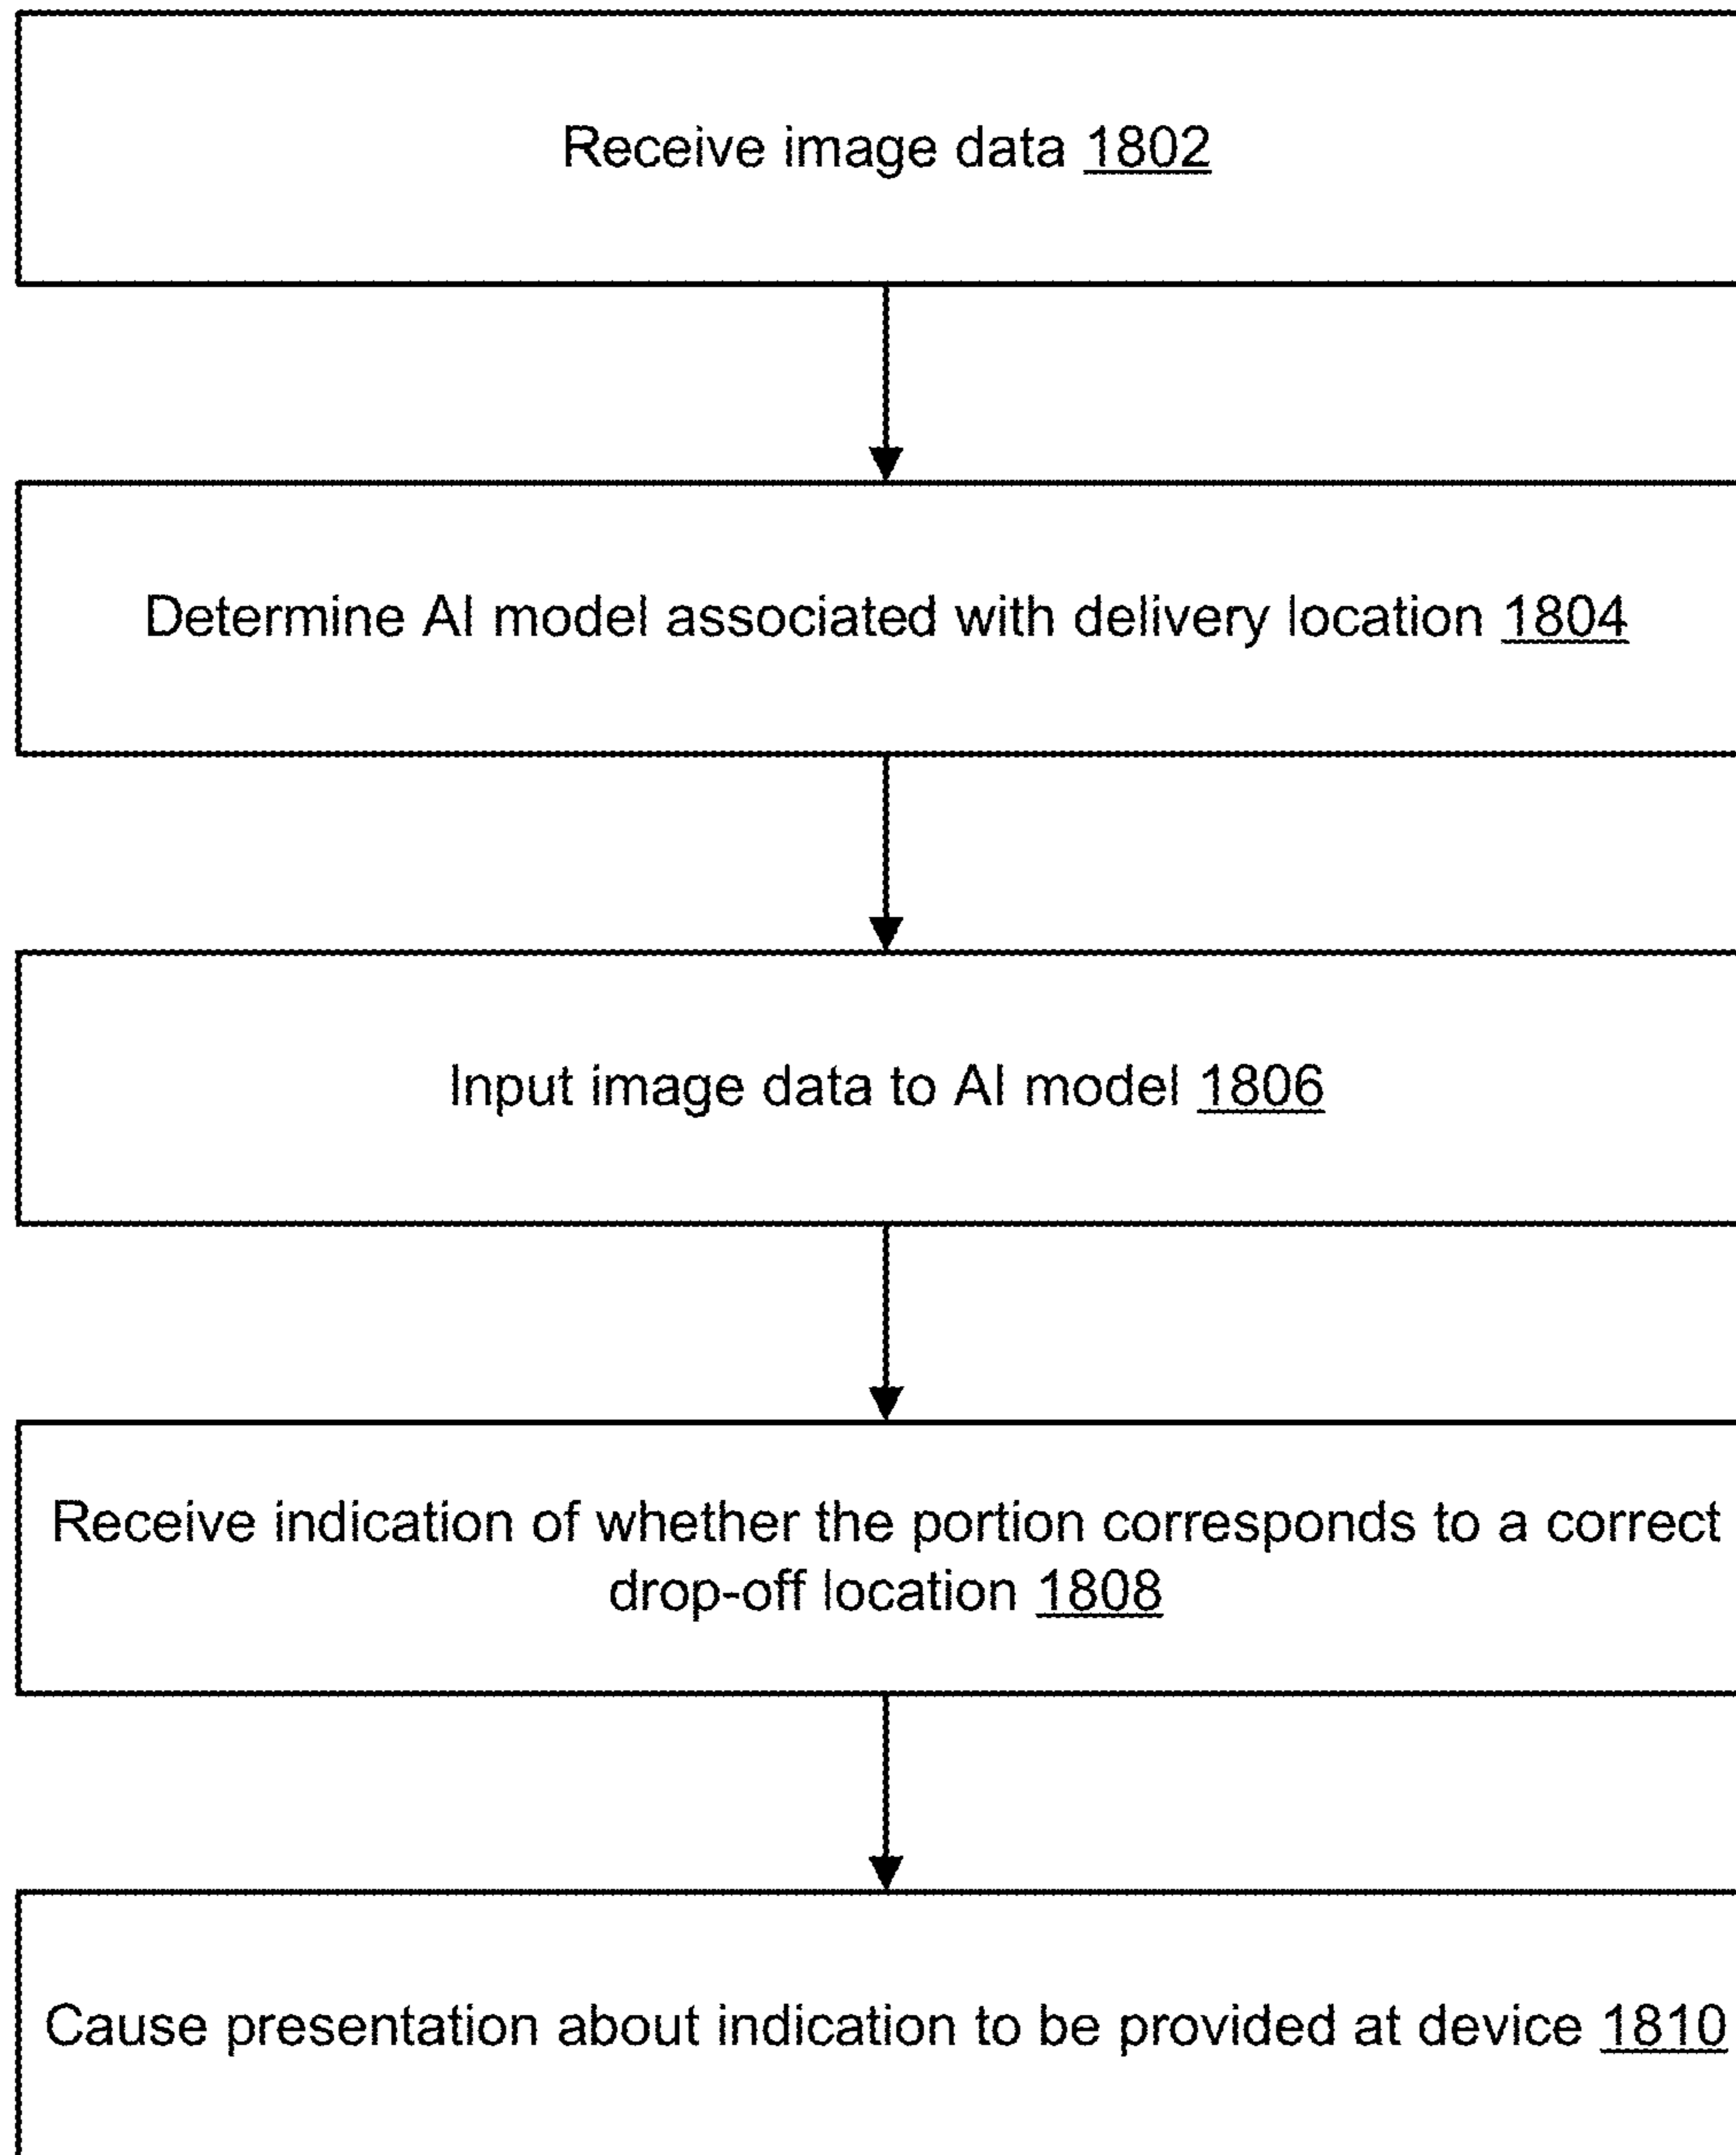 Receive image data 1802
Determine AI model associated with delivery location 1804
Input image data to AI model 1806
Receive indication of whether the portion corresponds to a correct
drop-off location 1808
Cause presentation about indication to be provided at device 1810